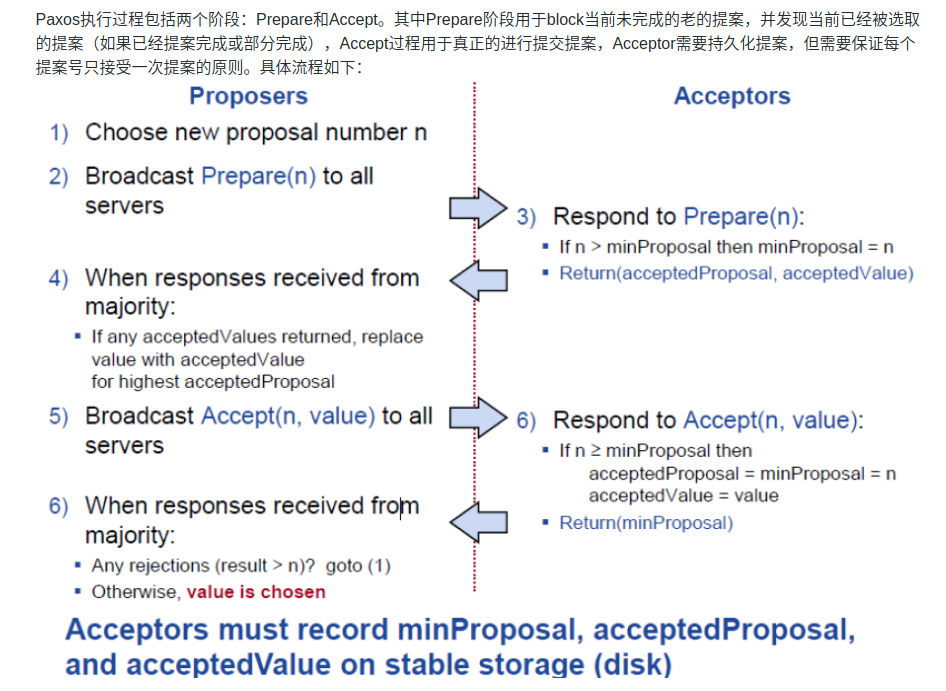 Paxos执行过程包括两个阶段：Prepare和Accept。其中Prepare阶段用于block当前未完成的老的提案，并发现当前已经被选取
的提案（如果已经提案完成或部分完成），Accept过程用于真正的进行提交提案，Acceptor需要持久化提案，但需要保证每个
提案号只接受一次提案的原则。具体流程如下：
Proposers
Acceptors
1) Choose new proposal number n
2) Broadcast Prepare(n) to all
servers
3) Respond to Prepare(n):
▪ If n > minProposal then minProposal = n
▪ Return(acceptedProposal, acceptedValue)
4) When responses received from
majority:
▪ If any acceptedValues returned, replace
value with acceptedValue
for highest acceptedProposal
5) Broadcast Accept(n, value) to all
servers
6) Respond to Accept(n, value):
▪ If n ≥ minProposal then
acceptedProposal = minProposal = n
acceptedValue = value
▪ Return(minProposal)
6) When responses received from
majority:
▪ Any rejections (result > n)? goto (1)
▪ Otherwise, value is chosen
Acceptors must record minProposal, acceptedProposal,
and acceptedValue on stable storage (disk)